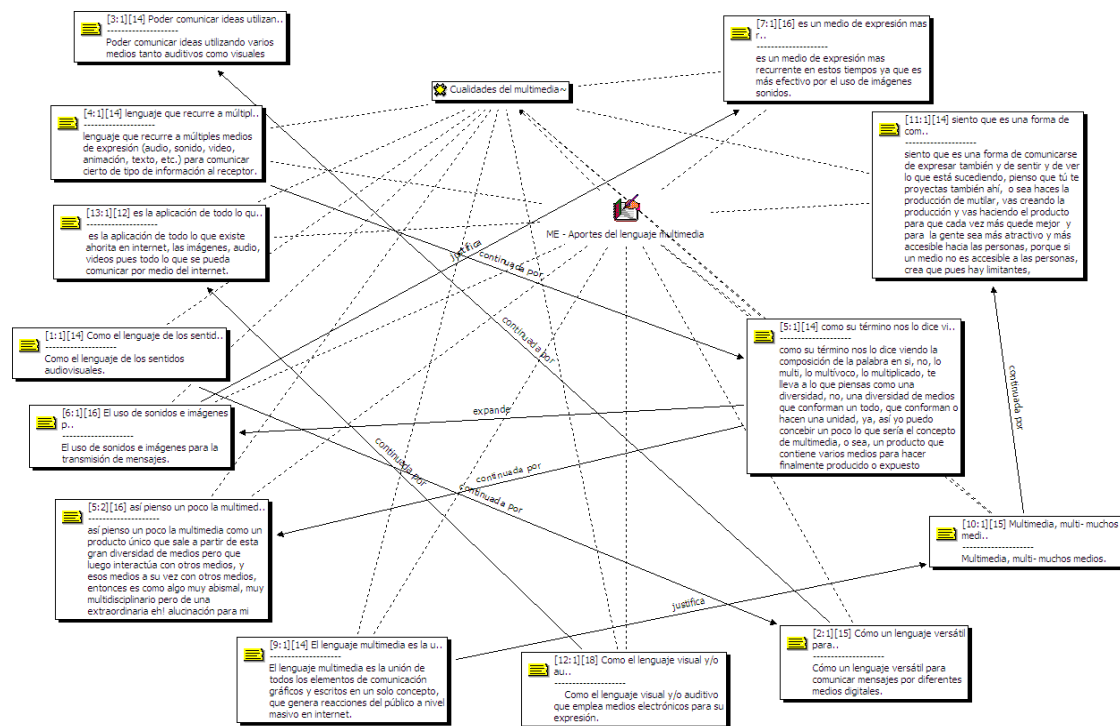 [3:1][14] Poder comunicar ideas utilizan..
--------------------
Poder comunicar ideas utilizando varios
medios tanto auditivos como visuales
[7:1][16] es un medio de expresión mas
r..
--------------------
es un medio de expresión mas
recurrente en estos tiempos ya que es
más efectivo por el uso de imágenes
sonidos.
Cualidades del multimedia~
[4:1][14] lenguaje que recurre a múltipl..
--------------------
lenguaje que recurre a múltiples medios
de expresión (audio, sonido, video,
animación, texto, etc.) para comunicar
cierto de tipo de información al receptor.
[11:1][14] siento que es una forma de
com..
--------------------
siento que es una forma de comunicarse
de expresar también y de sentir y de ver
lo que está sucediendo, pienso que tú te
proyectas también ahí, o sea haces la
producción de mutilar, vas creando la
producción y vas haciendo el producto
para que cada vez más quede mejor y
para la gente sea más atractivo y más
accesible hacia las personas, porque si
un medio no es accesible a las personas,
crea que pues hay limitantes,
[13:1][12] es la aplicación de todo lo qu..
--------------------
es la aplicación de todo lo que existe
ahorita en internet, las imágenes, audio,
videos pues todo lo que se pueda
comunicar por medio del internet.
ME - Aportes del lenguaje multimedia
justifica
continuada por
continuada por
[1:1][14] Como el lenguaje de los sentid..
--------------------
Como el lenguaje de los sentidos
audiovisuales.
[5:1][14] como su término nos lo dice vi..
--------------------
como su término nos lo dice viendo la
composición de la palabra en si, no, lo
multi, lo multívoco, lo multiplicado, te
lleva a lo que piensas como una
diversidad, no, una diversidad de medios
que conforman un todo, que conforman o
hacen una unidad, ya, así yo puedo
concebir un poco lo que sería el concepto
de multimedia, o sea, un producto que
contiene varios medios para hacer
finalmente producido o expuesto
continuada por
expande
[6:1][16] El uso de sonidos e imágenes
p..
--------------------
El uso de sonidos e imágenes para la
transmisión de mensajes.
continuada por
continuada por
continuada por
[5:2][16] así pienso un poco la multimed..
--------------------
así pienso un poco la multimedia como un
producto único que sale a partir de esta
gran diversidad de medios pero que
luego interactúa con otros medios, y
esos medios a su vez con otros medios,
entonces es como algo muy abismal, muy
multidisciplinario pero de una
extraordinaria eh! alucinación para mi
[10:1][15] Multimedia, multi- muchos
medi..
--------------------
Multimedia, multi- muchos medios.
justifica
[9:1][14] El lenguaje multimedia es la u..
--------------------
El lenguaje multimedia es la unión de
todos los elementos de comunicación
gráficos y escritos en un solo concepto,
que genera reacciones del público a nivel
masivo en internet.
[12:1][18] Como el lenguaje visual y/o
au..
--------------------
Como el lenguaje visual y/o auditivo
que emplea medios electrónicos para su
expresión.
[2:1][15] Cómo un lenguaje versátil
para..
--------------------
Cómo un lenguaje versátil para
comunicar mensajes por diferentes
medios digitales.